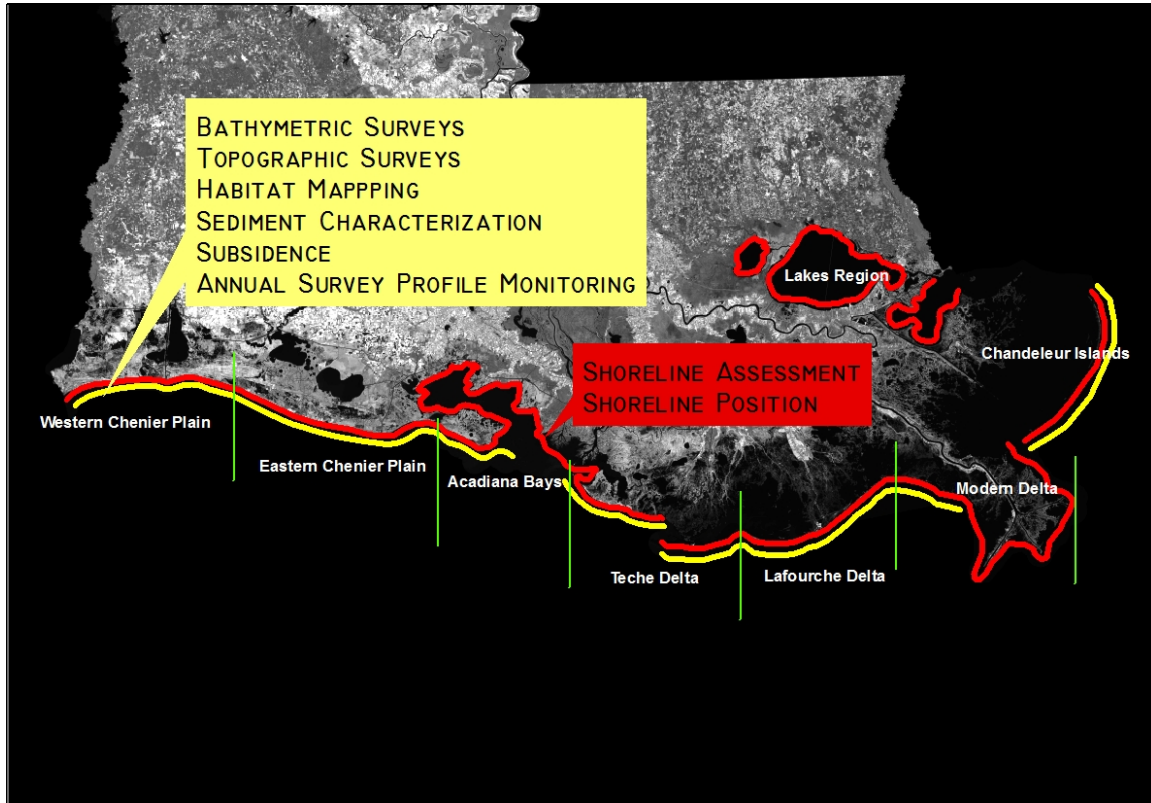 BATHYMETRIC SURVEYS
TOPOGRAPHIC SURVEYS
HABITAT MAPPPING
SEDIMENT CHARACTERIZATION
SUBSIDENCE
ANNUAL SURVEY PROFILE MONITORING
Lakes Region
Chandeleur Islands
SHORELINE ASSESSMENT
SHORELINE POSITION
Western Chenier Plain
Eastern Chenier Plain
Acadiana Bays
Modern Delta
Teche Delta
Lafourche Delta